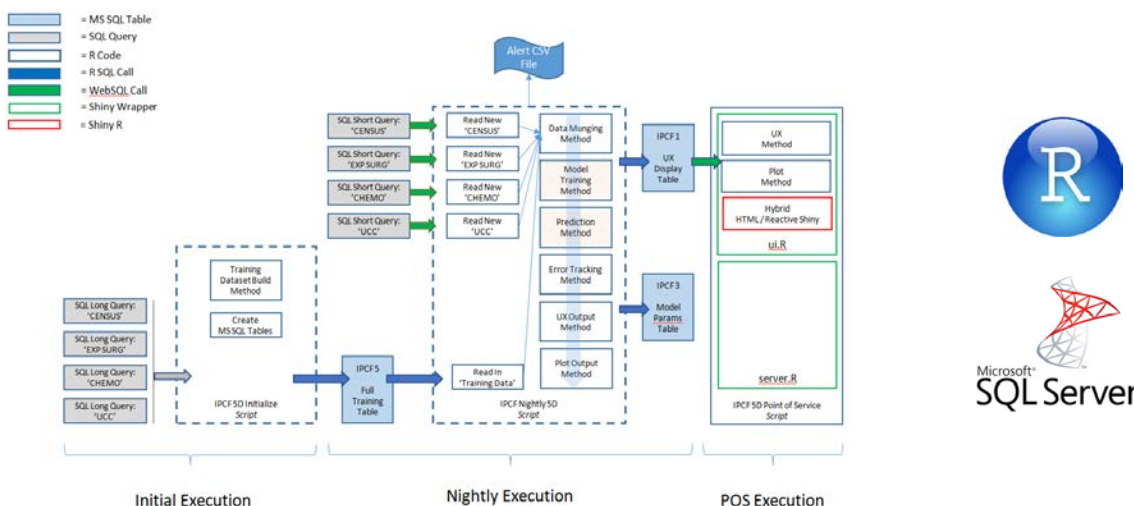 = MS SQL Table
= SQL Query
= R Code
= R SQL Call
= WebSQL Call
= Shiny Wrapper
= Shiny R
Alert CSV
File
SQL Short Query:
'CENSUS'
SQL Short Query:
'EXP SURG'
SQL Short Query:
'CHEMO'
SQL Short Query:
'UCC'
Read New
'CENSUS'
Read New
'EXP SURG'
Read New
'CHEMO'
Read New
'UCC'
Data Munging
Method
Model
Training
Method
Prediction
Method
Error Tracking
Method
UX Output
Method
Plot Output
Method
Read In
'Training Data'
IPCF Nightly 5D
Script
IPCF1
UX
Display
Table
IPCF3
Model
Params
Table
UX
Method
Plot
Method
Hybrid
HTML / Reactive Shiny
ui.R
server.R
IPCF 5D Point of Service
Script
SQL Long Query:
'CENSUS'
SQL Long Query:
'EXP SURG'
SQL Long Query:
'CHEMO'
SQL Long Query:
'UCC'
Training
Dataset Build
Method
Create
MS SQL Tables
IPCF 5D Initialize
Script
IPCF5
Full
Training
Table
Initial Execution
Nightly Execution
POS Execution
R
Microsoft®
SQL Server